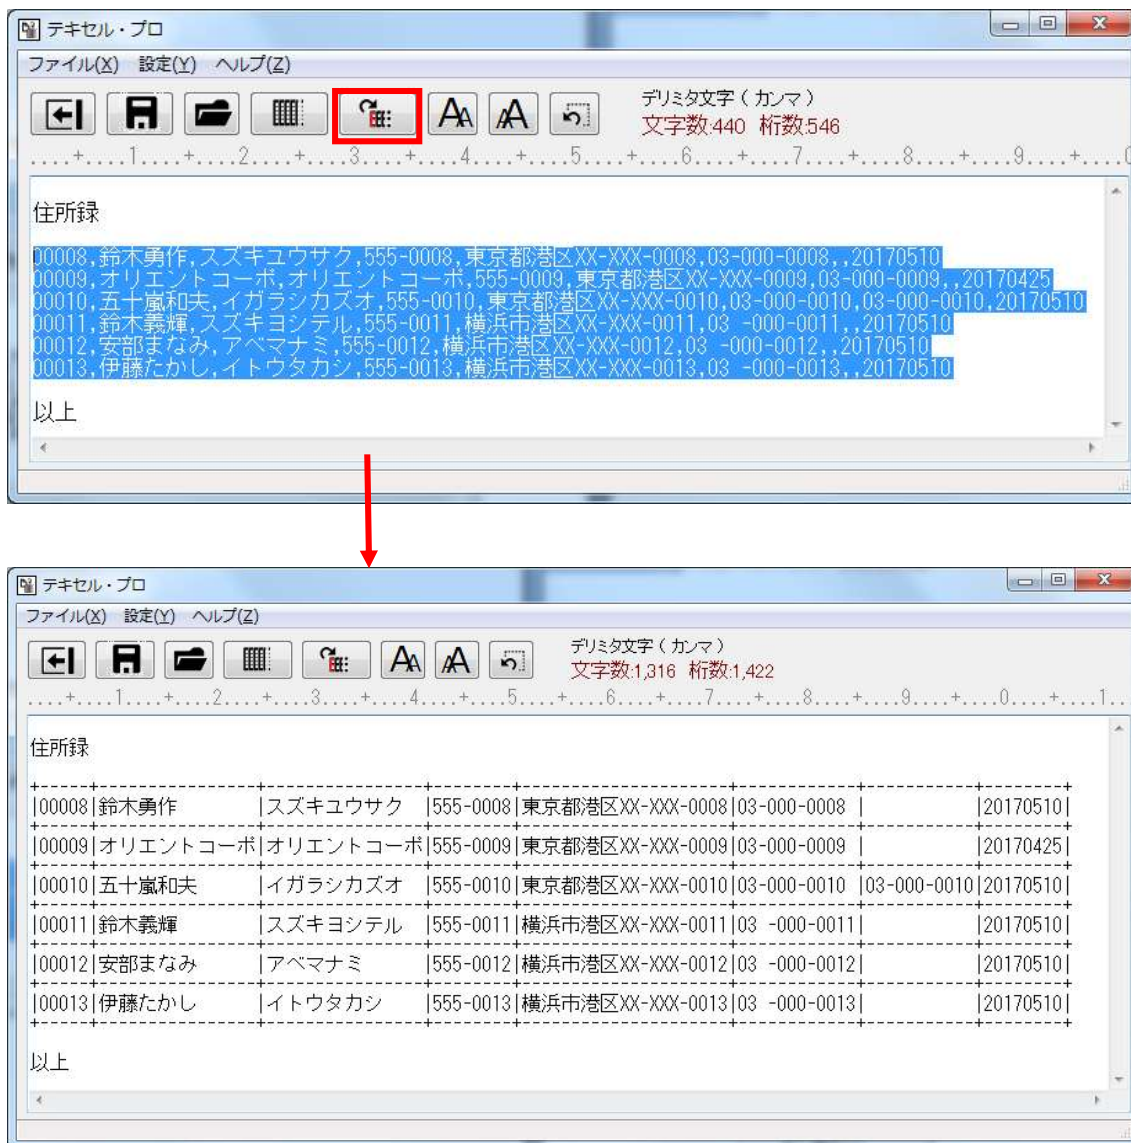 テキセル・プロ
ファイル(X) 設定(Y) ヘルプ(Z)
デリミタ文字 ( カンマ )
文字数:440 桁数:546
....+....1....+....2....+....3....+....4....+....5....+....6....+....7....+....8....+....9....+....0
住所録
00008,鈴木勇作,スズキユウサク,555-0008,東京都港区XX-XXX-0008,03-000-0008,,20170510
00009,オリエントコーポ,オリエントコーポ,555-0009,東京都港区XX-XXX-0009,03-000-0009,,20170425
00010,五十嵐和夫,イガラシカズオ,555-0010,東京都港区XX-XXX-0010,03-000-0010,03-000-0010,20170510
00011,鈴木義輝,スズキヨシテル,555-0011,横浜市港区XX-XXX-0011,03 -000-0011,,20170510
00012,安部まなみ,アベマナミ,555-0012,横浜市港区XX-XXX-0012,03 -000-0012,,20170510
00013,伊藤たかし,イトウタカシ,555-0013,横浜市港区XX-XXX-0013,03 -000-0013,,20170510
以上
テキセル・プロ
ファイル(X) 設定(Y) ヘルプ(Z)
デリミタ文字 ( カンマ )
文字数:1,316 桁数:1,422
....+....1....+....2....+....3....+....4....+....5....+....6....+....7....+....8....+....9....+....0....+....1..
住所録
+-----+----------------+----------------+--------+---------------------+------------+-----------+--------+
|00008|鈴木勇作        |スズキユウサク  |555-0008|東京都港区XX-XXX-0008|03-000-0008 |           |20170510|
+-----+----------------+----------------+--------+---------------------+------------+-----------+--------+
|00009|オリエントコーポ|オリエントコーポ|555-0009|東京都港区XX-XXX-0009|03-000-0009 |           |20170425|
+-----+----------------+----------------+--------+---------------------+------------+-----------+--------+
|00010|五十嵐和夫      |イガラシカズオ  |555-0010|東京都港区XX-XXX-0010|03-000-0010 |03-000-0010|20170510|
+-----+----------------+----------------+--------+---------------------+------------+-----------+--------+
|00011|鈴木義輝        |スズキヨシテル  |555-0011|横浜市港区XX-XXX-0011|03 -000-0011|           |20170510|
+-----+----------------+----------------+--------+---------------------+------------+-----------+--------+
|00012|安部まなみ      |アベマナミ      |555-0012|横浜市港区XX-XXX-0012|03 -000-0012|           |20170510|
+-----+----------------+----------------+--------+---------------------+------------+-----------+--------+
|00013|伊藤たかし      |イトウタカシ    |555-0013|横浜市港区XX-XXX-0013|03 -000-0013|           |20170510|
+-----+----------------+----------------+--------+---------------------+------------+-----------+--------+
以上